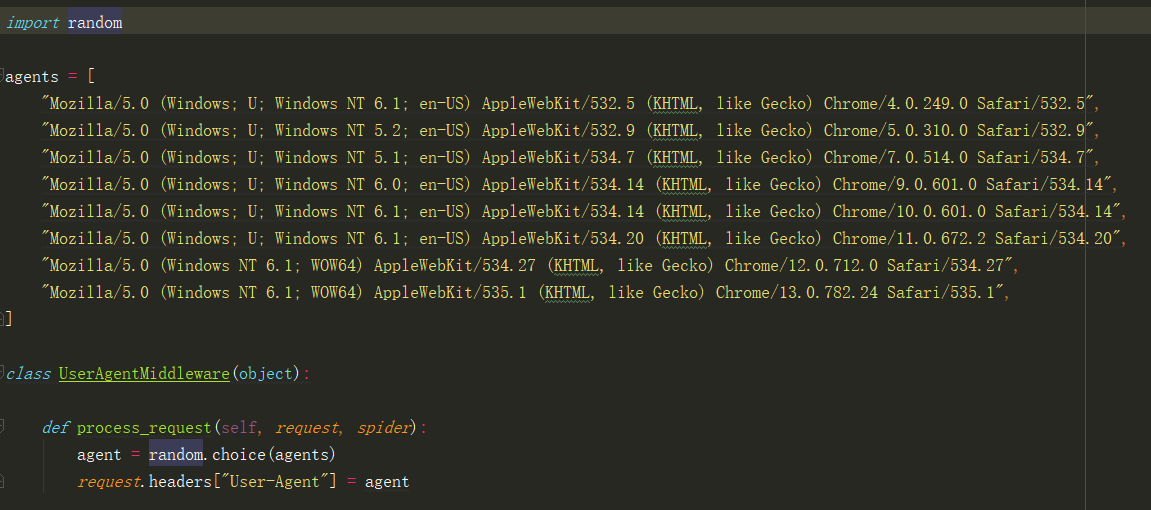 import random
agents = [
"Mozilla/5.0 (Windows; U; Windows NT 6.1; en-US) AppleWebKit/532.5 (KHTML, like Gecko) Chrome/4.0.249.0 Safari/532.5",
"Mozilla/5.0 (Windows; U; Windows NT 5.2; en-US) AppleWebKit/532.9 (KHTML, like Gecko) Chrome/5.0.310.0 Safari/532.9",
"Mozilla/5.0 (Windows; U; Windows NT 5.1; en-US) AppleWebKit/534.7 (KHTML, like Gecko) Chrome/7.0.514.0 Safari/534.7",
"Mozilla/5.0 (Windows; U; Windows NT 6.0; en-US) AppleWebKit/534.14 (KHTML, like Gecko) Chrome/9.0.601.0 Safari/534.14",
"Mozilla/5.0 (Windows; U; Windows NT 6.1; en-US) AppleWebKit/534.14 (KHTML, like Gecko) Chrome/10.0.601.0 Safari/534.14",
"Mozilla/5.0 (Windows; U; Windows NT 6.1; en-US) AppleWebKit/534.20 (KHTML, like Gecko) Chrome/11.0.672.2 Safari/534.20",
"Mozilla/5.0 (Windows NT 6.1; WOW64) AppleWebKit/534.27 (KHTML, like Gecko) Chrome/12.0.712.0 Safari/534.27",
"Mozilla/5.0 (Windows NT 6.1; WOW64) AppleWebKit/535.1 (KHTML, like Gecko) Chrome/13.0.782.24 Safari/535.1",
]
class UserAgentMiddleware(object):
def process_request(self, request, spider):
agent = random.choice(agents)
request.headers["User-Agent"] = agent